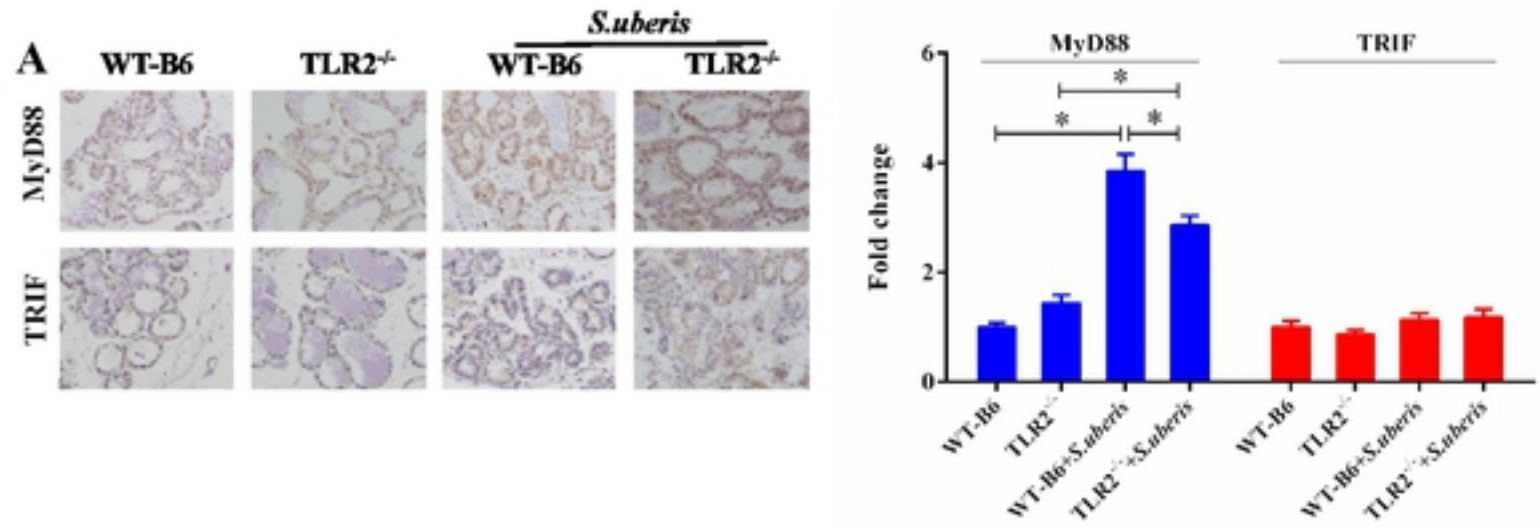 S.uberis
A WT-B6 TLR2-/- WT-B6 TLR2-/-
MyD88
TRIF
MyD88 TRIF
6
4
2
0
Fold change
*
* *
WT-B6
TLR2-/-
WT-B6+S.uberis
TLR2-/-+S.uberis
WT-B6
TLR2-/-
WT-B6+S.uberis
TLR2-/-+S.uberis